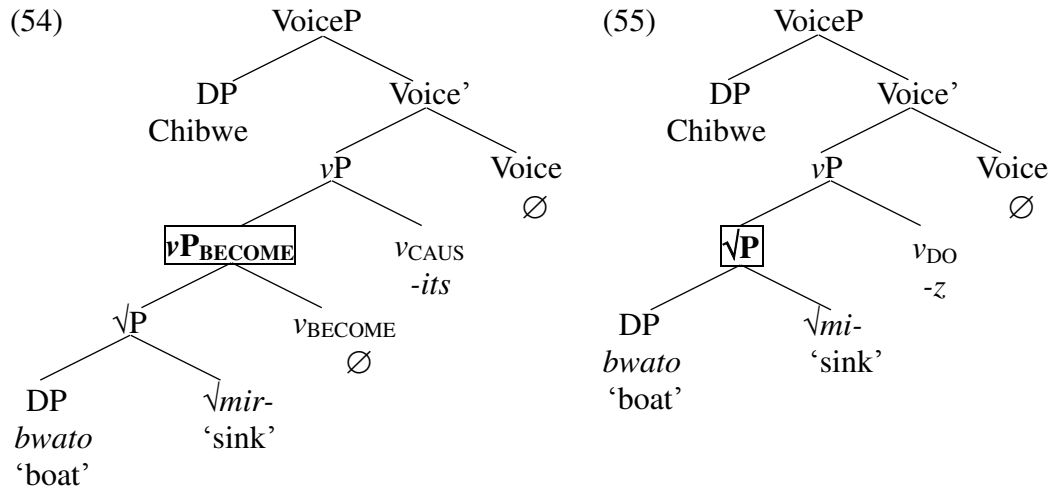 (54) VoiceP (55) VoiceP
DP Voice’ DP Voice’
Chibwe Chibwe
vP Voice vP Voice
∅ ∅
vP_BECOME v_CAUS √P v_DO
-its -z
√P v_BECOME DP √mi-
∅ bwato ‘sink’
DP √mir- ‘boat’
bwato ‘sink’
‘boat’